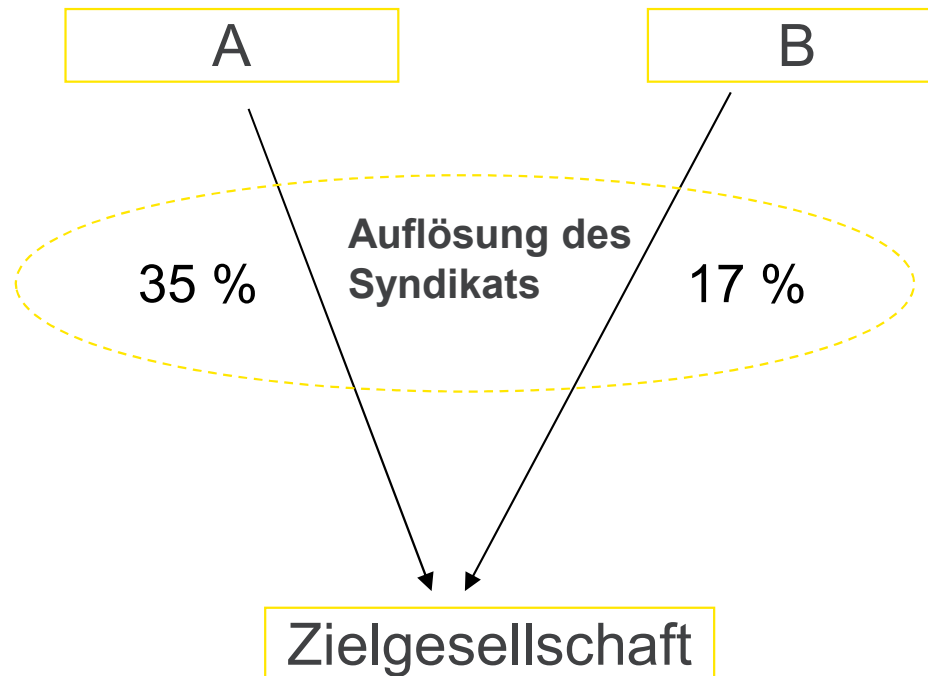 A
B
Auflösung des
Syndikats
35 %
17 %
Zielgesellschaft